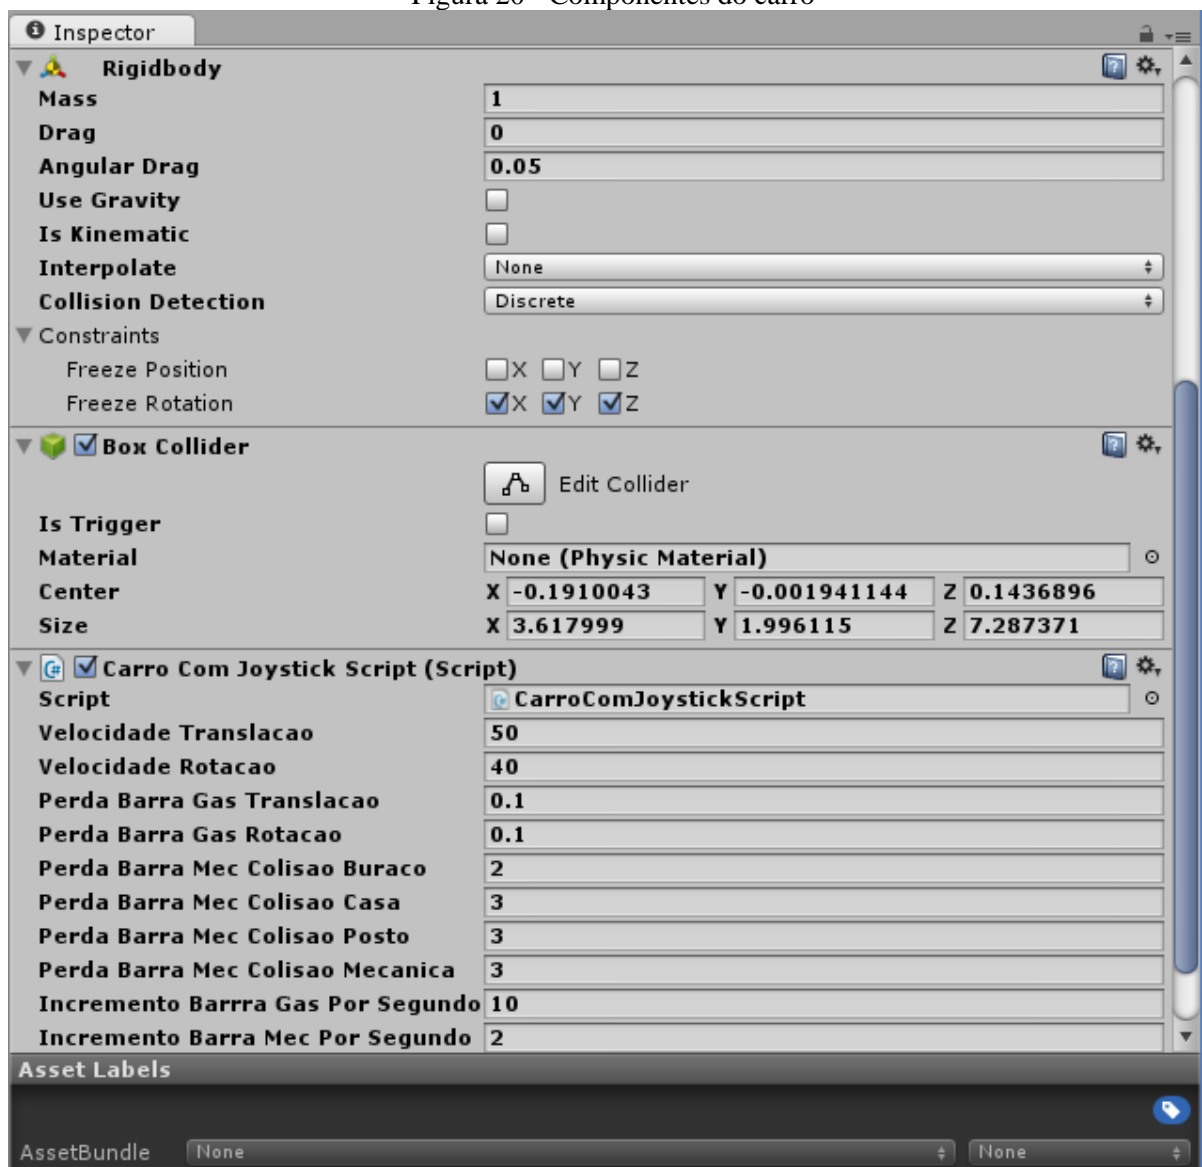 Figura 20 - Componentes do carro
Inspector
Rigidbody
Mass 1
Drag 0
Angular Drag 0.05
Use Gravity
Is Kinematic
Interpolate None
Collision Detection Discrete
Constraints
Freeze Position X Y Z
Freeze Rotation X Y Z
Box Collider
Edit Collider
Is Trigger
Material None (Physic Material)
Center X -0.1910043 Y -0.001941144 Z 0.1436896
Size X 3.617999 Y 1.996115 Z 7.287371
C# Carro Com Joystick Script (Script)
Script CarroComJoystickScript
Velocidade Translacao 50
Velocidade Rotacao 40
Perda Barra Gas Translacao 0.1
Perda Barra Gas Rotacao 0.1
Perda Barra Mec Colisao Buraco 2
Perda Barra Mec Colisao Casa 3
Perda Barra Mec Colisao Posto 3
Perda Barra Mec Colisao Mecanica 3
Incremento Barrra Gas Por Segundo 10
Incremento Barra Mec Por Segundo 2
Asset Labels
AssetBundle None None